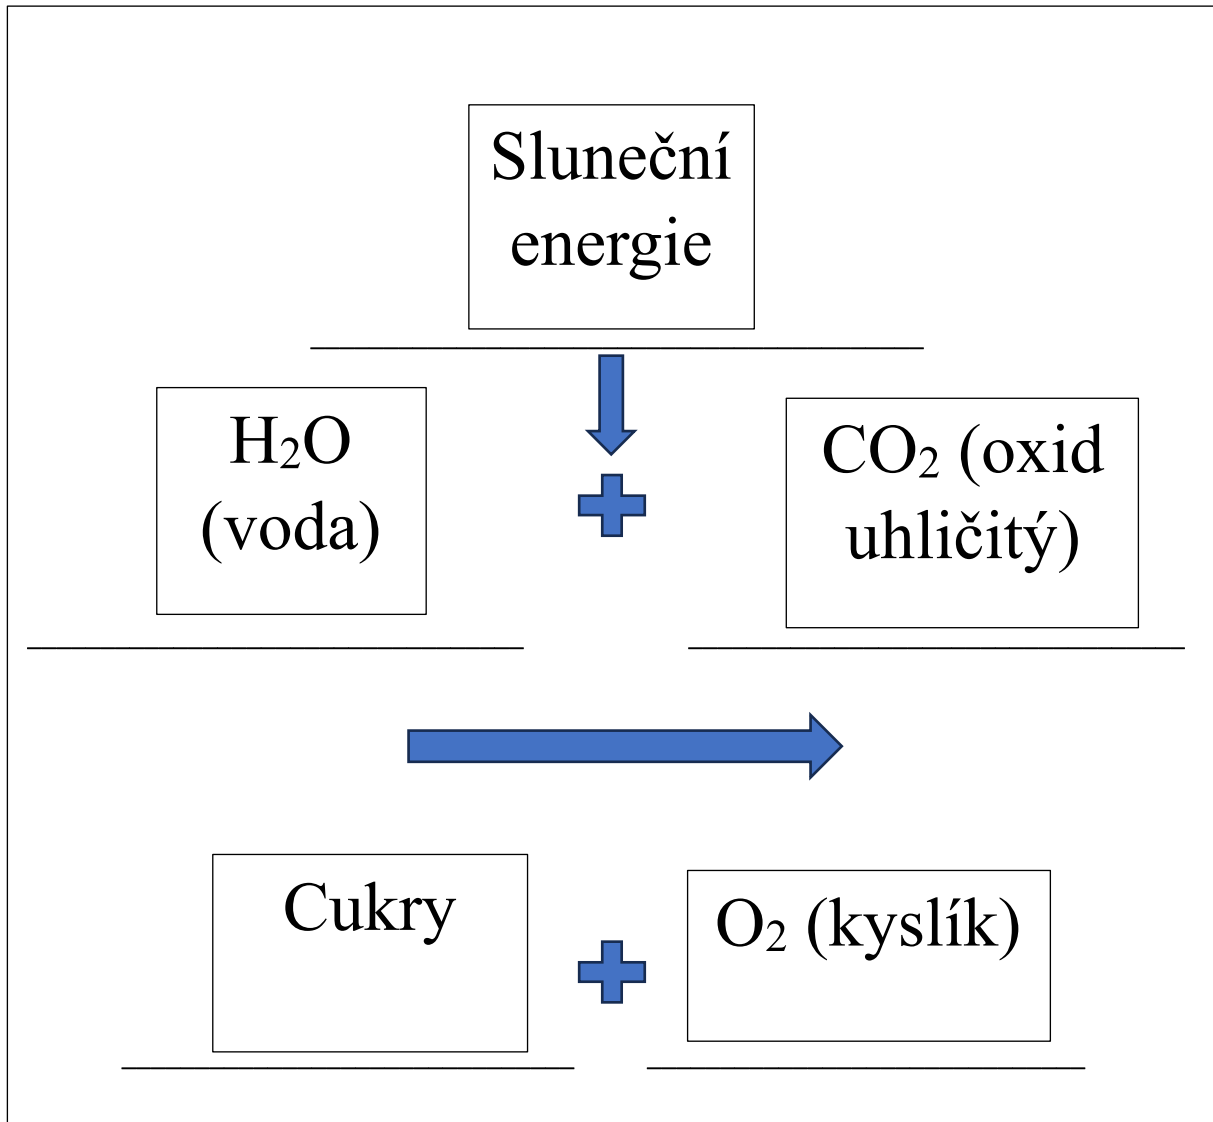 Sluneční
energie
H₂O
(voda)
CO₂ (oxid
uhličitý)
Cukry
O₂ (kyslík)